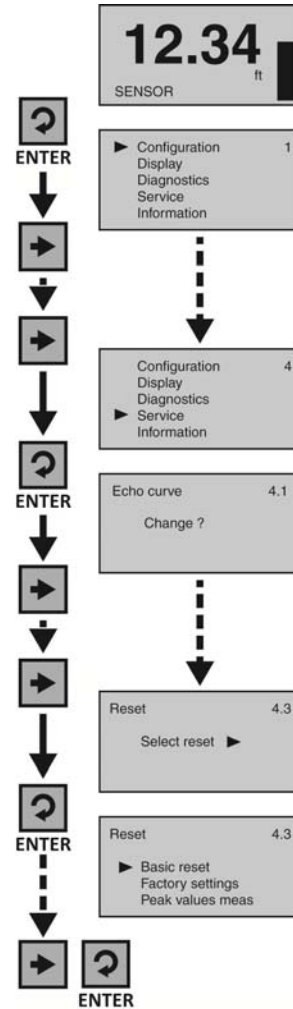 12.34
ft
SENSOR
ENTER
Configuration 1
Display
Diagnostics
Service
Information
Configuration 4
Display
Diagnostics
Service
Information
ENTER
Echo curve 4.1
Change ?
Reset 4.3
Select reset
ENTER
Reset 4.3
Basic reset
Factory settings
Peak values meas
ENTER